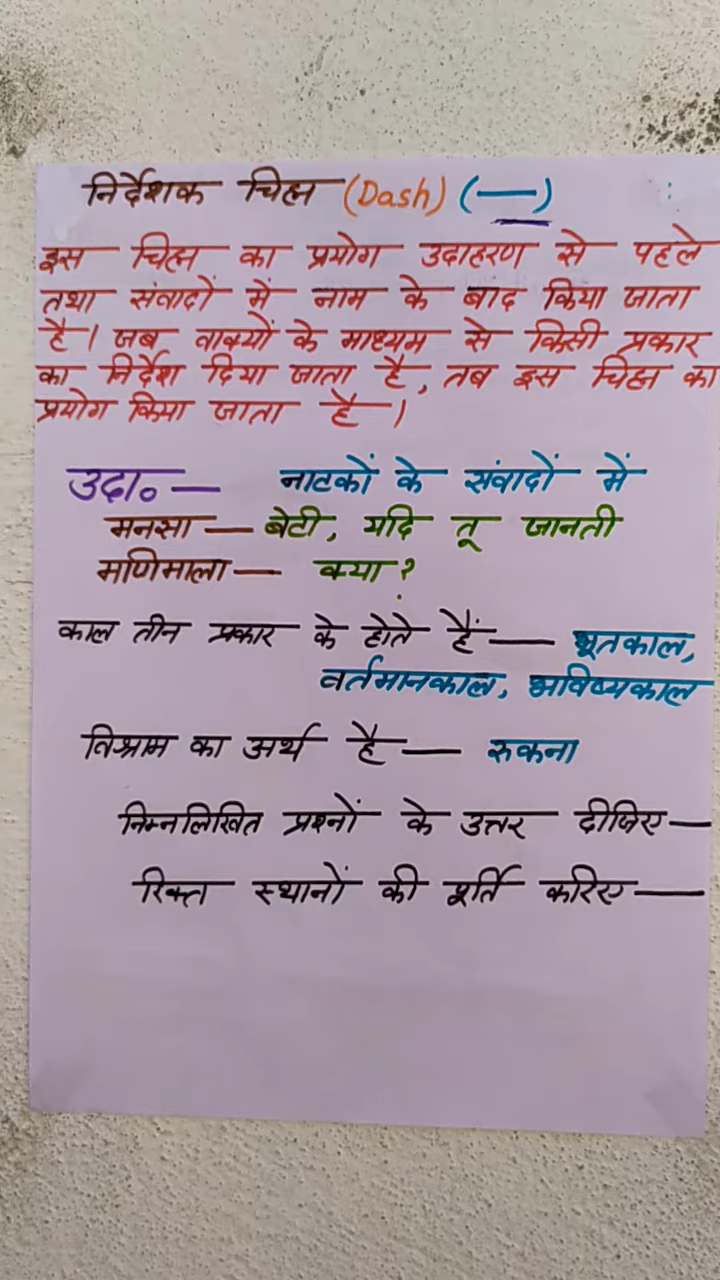 निर्देशक चिह्न (Dash) (—)
इस चिह्न का प्रयोग उदाहरण से पहले
तथा संवादों में नाम के बाद किया जाता
है। जब वाक्यों के माध्यम से किसी प्रकार
का निर्देश दिया जाता है, तब इस चिह्न का
प्रयोग किया जाता है।
उदा० — नाटकों के संवादों में
मनसा — बेटी, यदि तू जानती
मणिमाला — क्या?
काल तीन प्रकार के होते हैं — भूतकाल,
वर्तमानकाल, भविष्यकाल
विश्राम का अर्थ है — रुकना
निम्नलिखित प्रश्नों के उत्तर दीजिए —
रिक्त स्थानों की पूर्ति करिए —